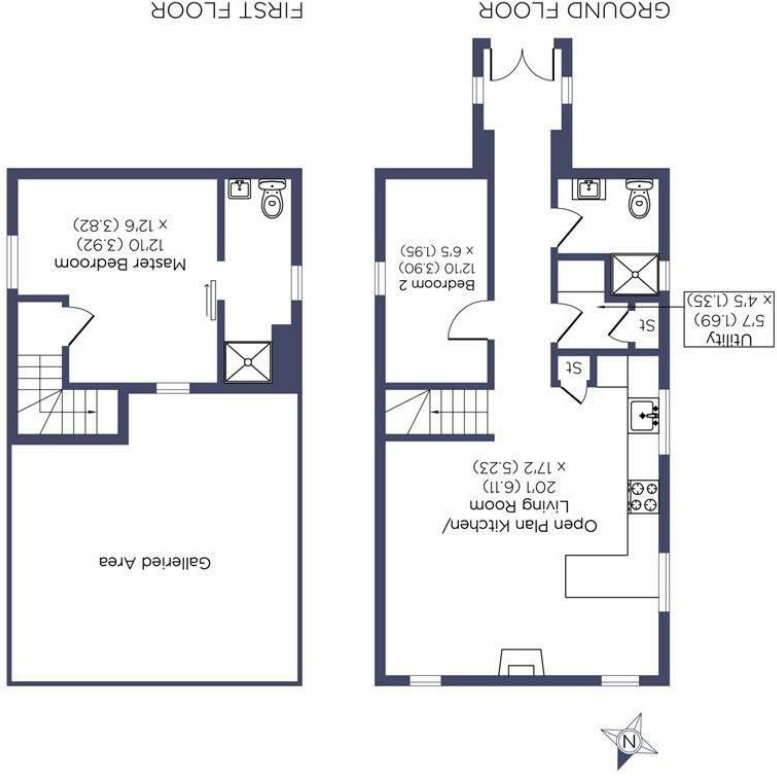 N
Open Plan Kitchen/
Living Room
20'1 (6.11)
x 17'2 (5.23)
St
Utility
5'7 (1.69)
x 4'5 (1.35)
St
Bedroom 2
12'10 (3.90)
x 6'5 (1.95)
GROUND FLOOR
Galleried Area
Master Bedroom
12'10 (3.92)
x 12'6 (3.82)
FIRST FLOOR